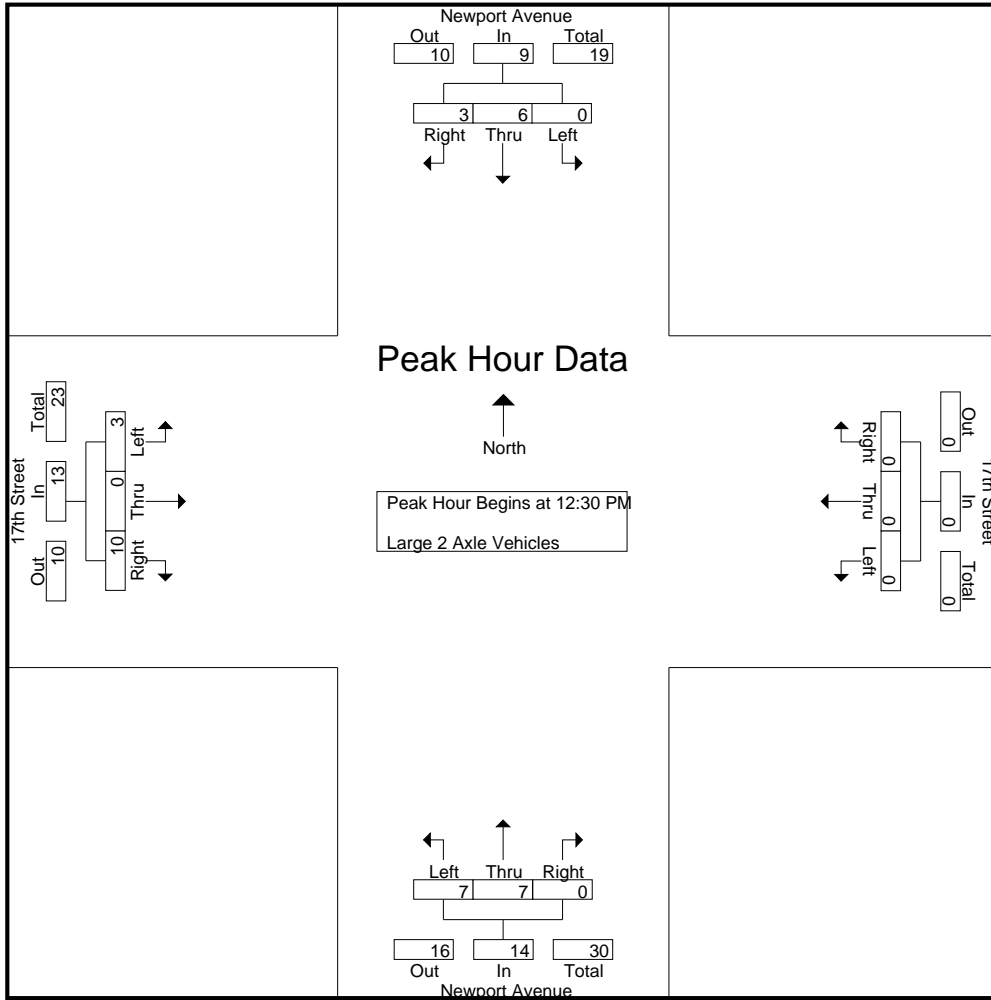 Newport Avenue
Out In Total
10 9 19
3 6 0
Right Thru Left
Peak Hour Data
North
Peak Hour Begins at 12:30 PM
Large 2 Axle Vehicles
17th Street
Total In Out
23 13 10
3 0 10
Left Thru Right
17th Street
Out In Total
0 0 0
0 0 0
Right Thru Left
Left Thru Right
7 7 0
16 14 30
Out In Total
Newport Avenue